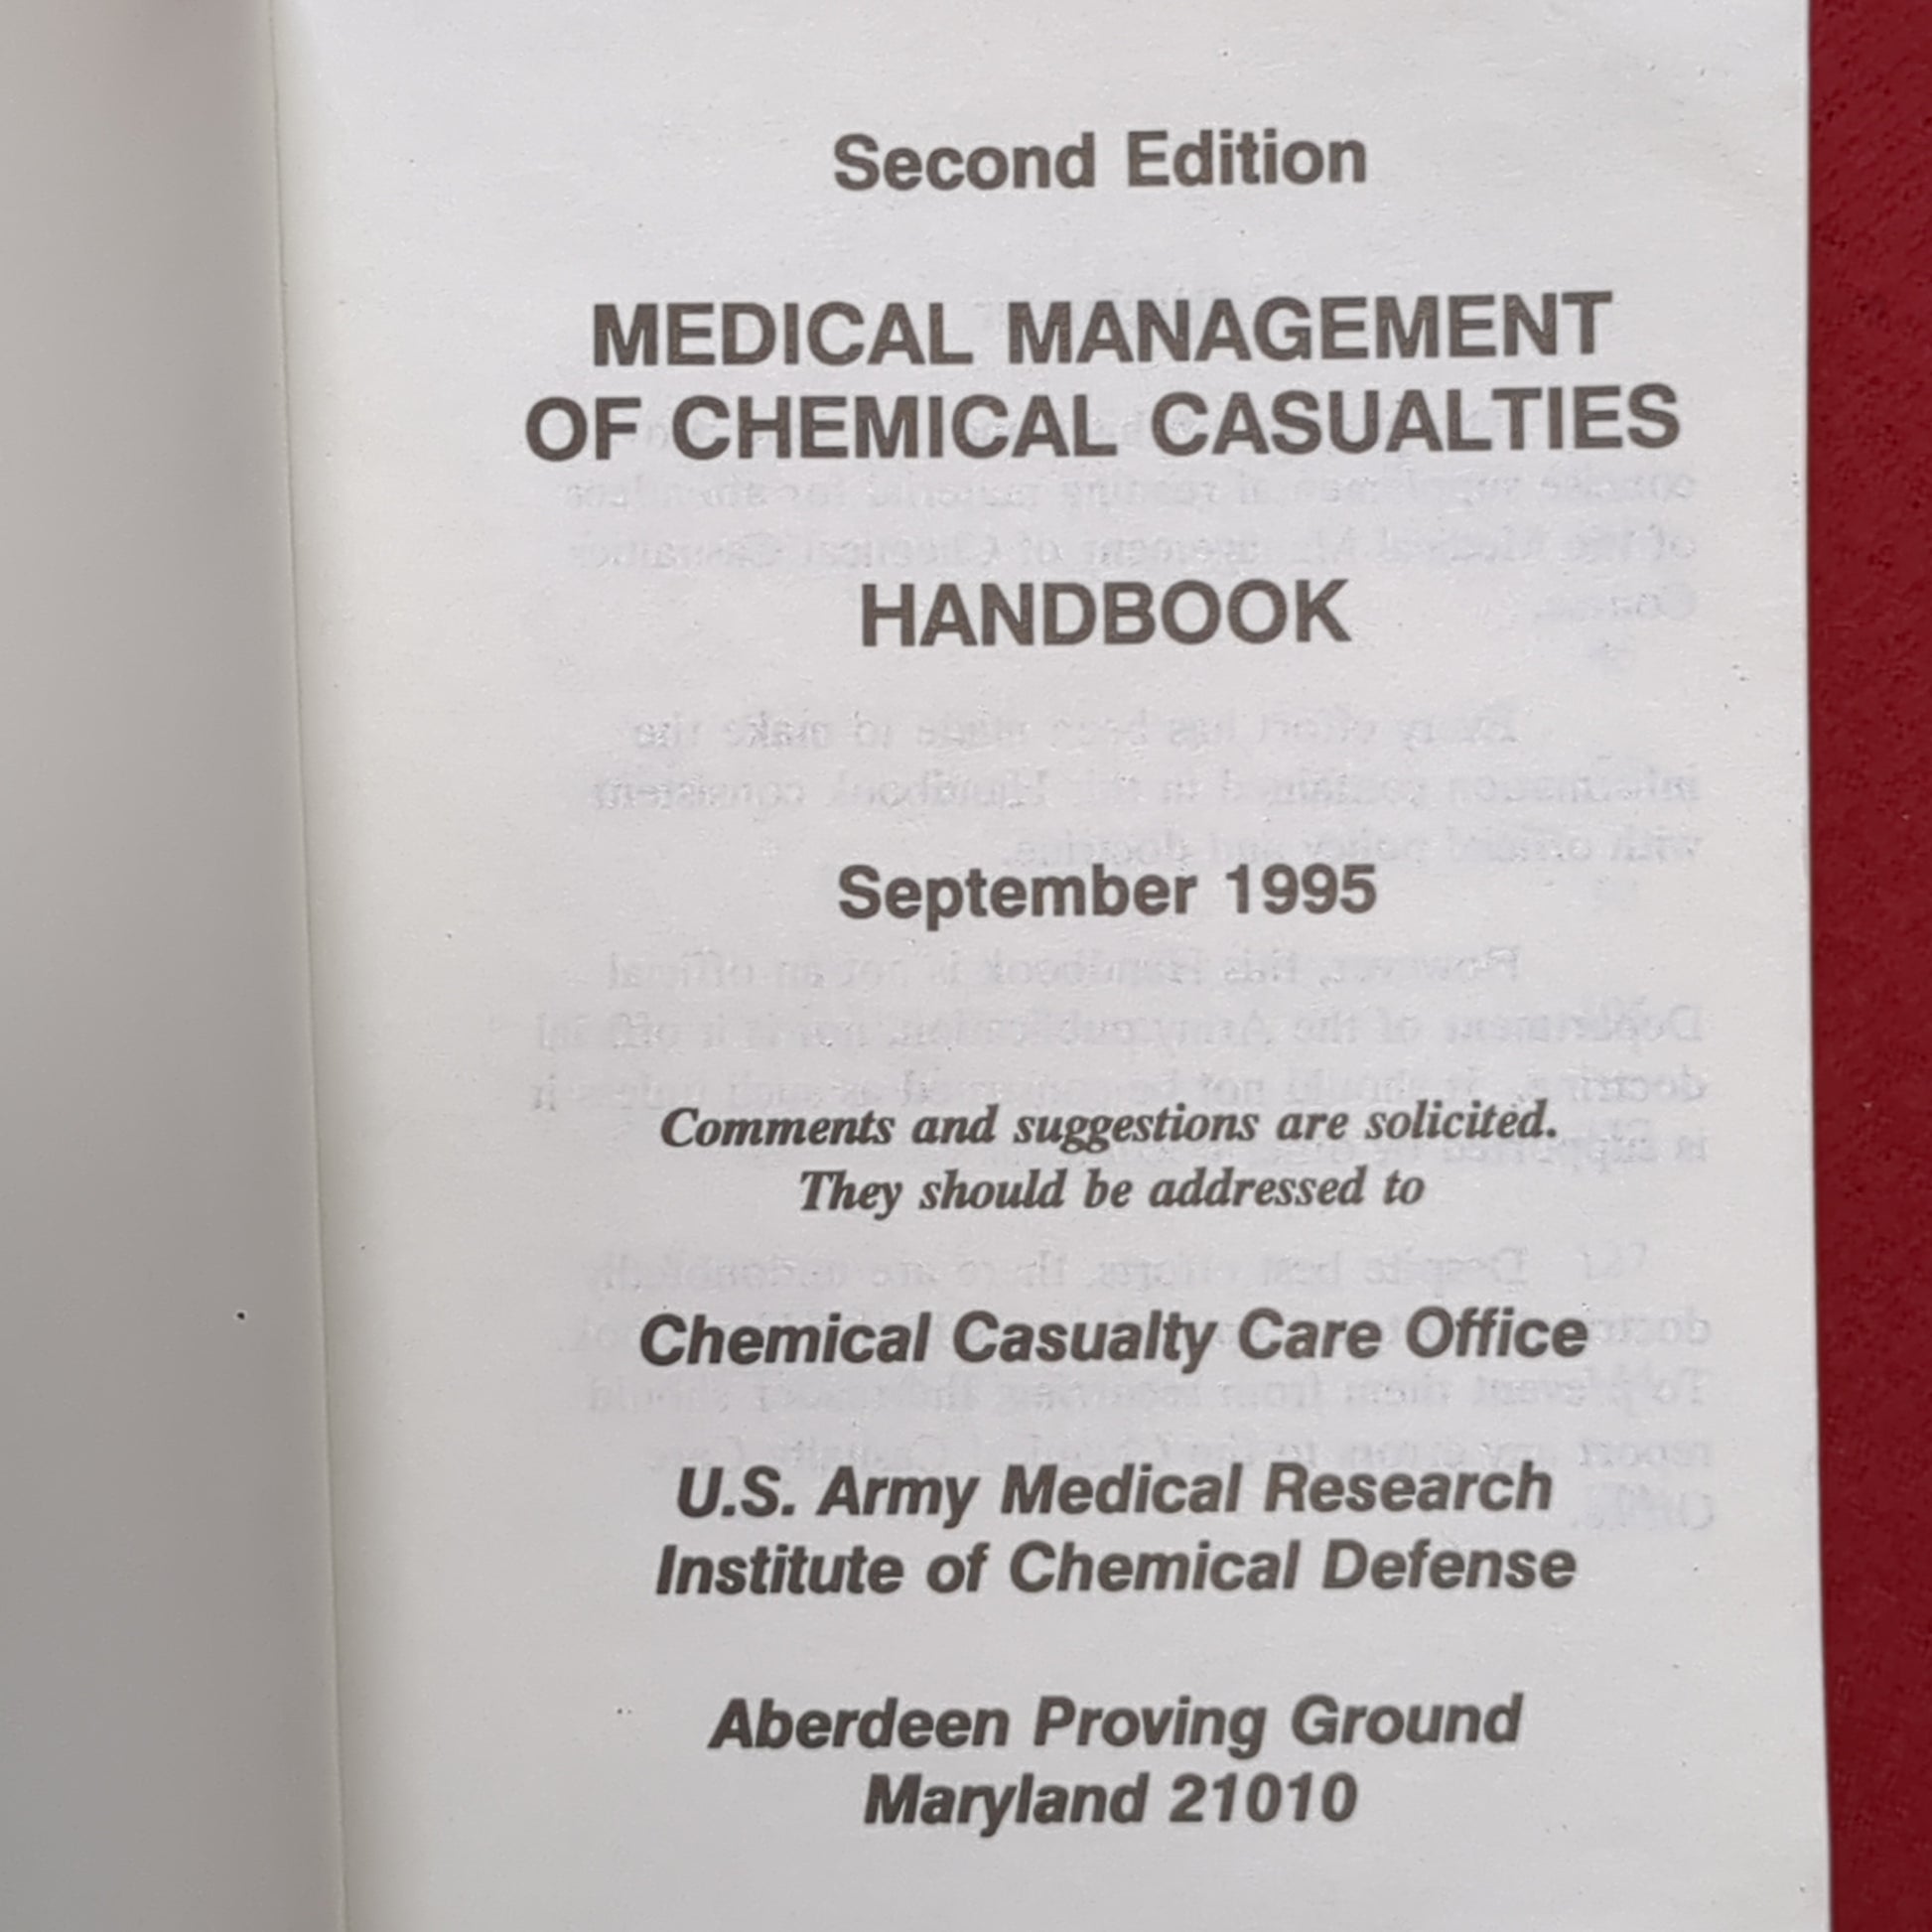 Second Edition
MEDICAL MANAGEMENT
OF CHEMICAL CASUALTIES
HANDBOOK
September 1995
Comments and suggestions are solicited.
They should be addressed to
Chemical Casualty Care Office
U.S. Army Medical Research
Institute of Chemical Defense
Aberdeen Proving Ground
Maryland 21010